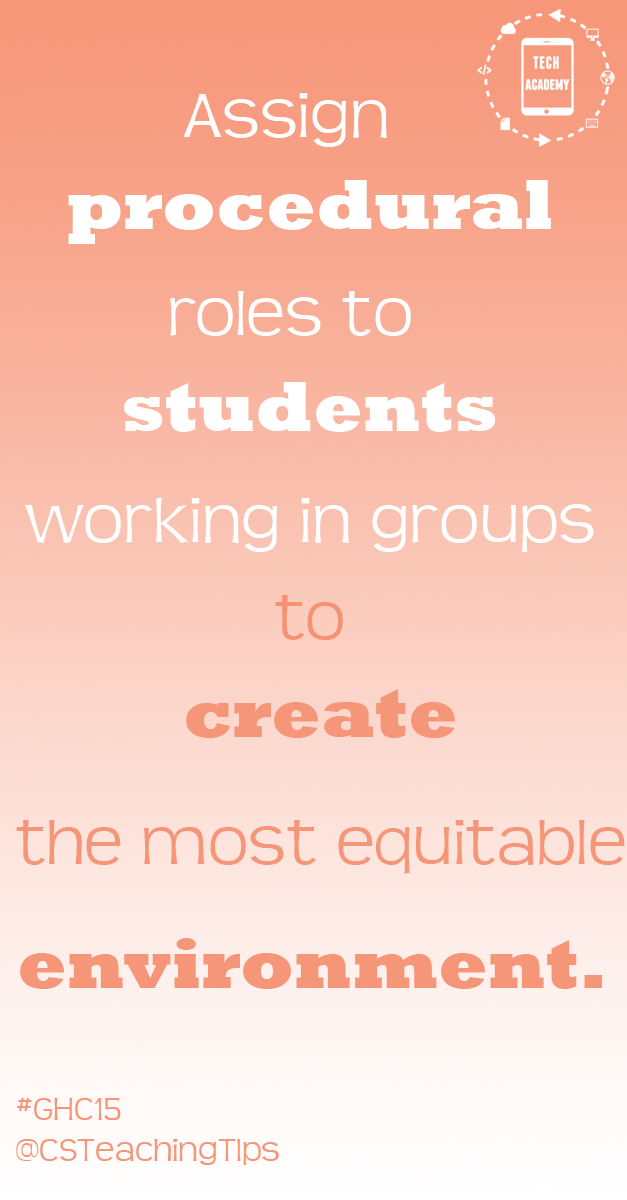 TECH
ACADEMY
</>
Assign
procedural
roles to
students
working in groups
to
create
the most equitable
environment.
#GHC15
@CSTeachingTIps